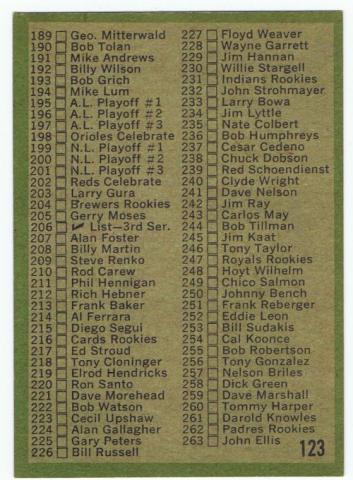 189 Geo. Mitterwald
190 Bob Tolan
191 Mike Andrews
192 Billy Wilson
193 Bob Grich
194 Mike Lum
195 A.L. Playoff #1
196 A.L. Playoff #2
197 A.L. Playoff #3
198 Orioles Celebrate
199 N.L. Playoff #1
200 N.L. Playoff #2
201 N.L. Playoff #3
202 Reds Celebrate
203 Larry Gura
204 Brewers Rookies
205 Gerry Moses
206 ✔ List—3rd Ser.
207 Alan Foster
208 Billy Martin
209 Steve Renko
210 Rod Carew
211 Phil Hennigan
212 Rich Hebner
213 Frank Baker
214 Al Ferrara
215 Diego Segui
216 Cards Rookies
217 Ed Stroud
218 Tony Cloninger
219 Elrod Hendricks
220 Ron Santo
221 Dave Morehead
222 Bob Watson
223 Cecil Upshaw
224 Alan Gallagher
225 Gary Peters
226 Bill Russell
227 Floyd Weaver
228 Wayne Garrett
229 Jim Hannan
230 Willie Stargell
231 Indians Rookies
232 John Strohmayer
233 Larry Bowa
234 Jim Lyttle
235 Nate Colbert
236 Bob Humphreys
237 Cesar Cedeno
238 Chuck Dobson
239 Red Schoendienst
240 Clyde Wright
241 Dave Nelson
242 Jim Ray
243 Carlos May
244 Bob Tillman
245 Jim Kaat
246 Tony Taylor
247 Royals Rookies
248 Hoyt Wilhelm
249 Chico Salmon
250 Johnny Bench
251 Frank Reberger
252 Eddie Leon
253 Bill Sudakis
254 Cal Koonce
255 Bob Robertson
256 Tony Gonzalez
257 Nelson Briles
258 Dick Green
259 Dave Marshall
260 Tommy Harper
261 Darold Knowles
262 Padres Rookies
263 John Ellis
123